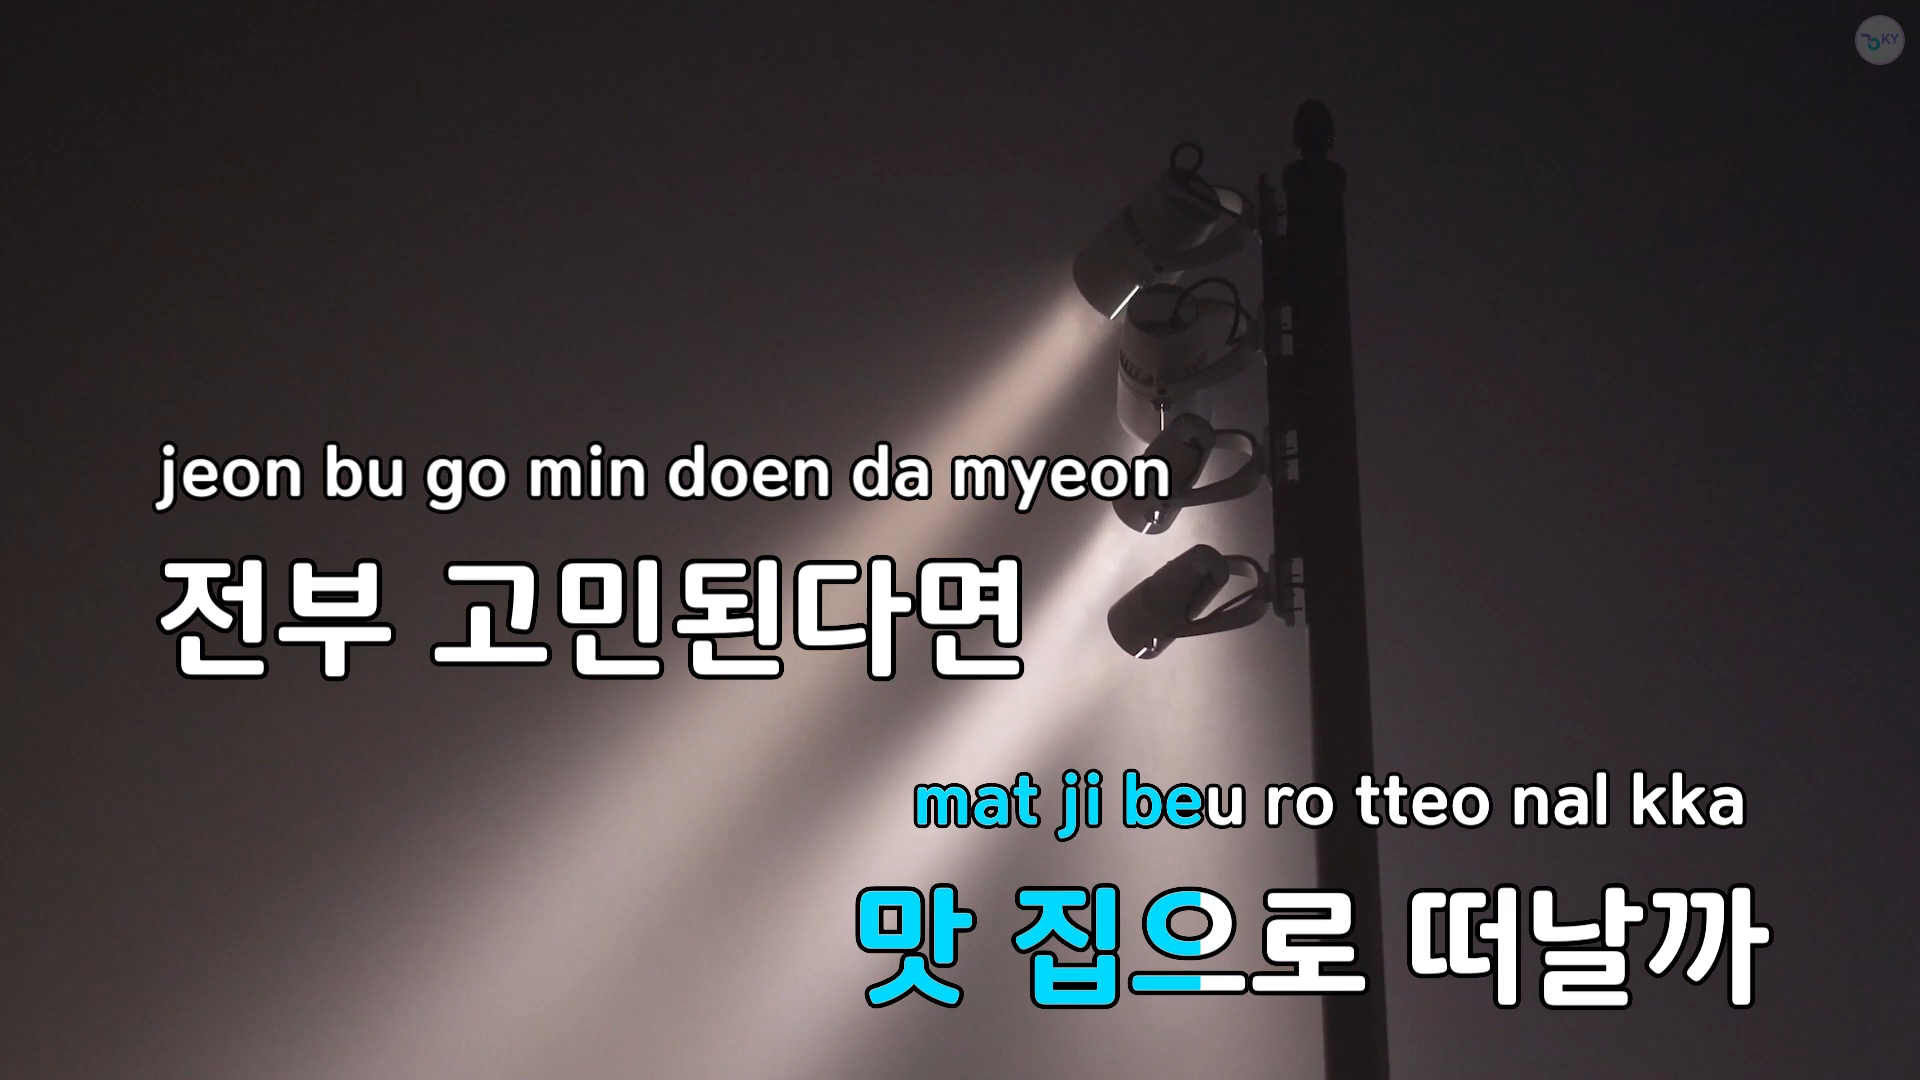 KY
jeon bu go min doen da myeon
전부 고민된다면
mat ji beu ro tteo nal kka
맛 집으로 떠날까